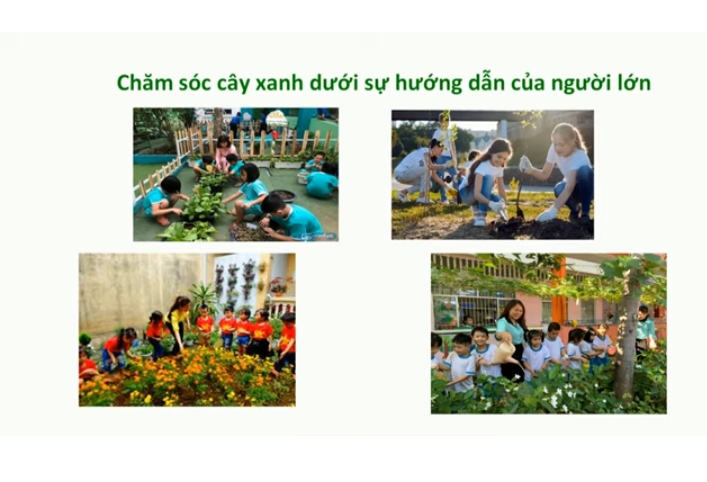 Chăm sóc cây xanh dưới sự hướng dẫn của người lớn